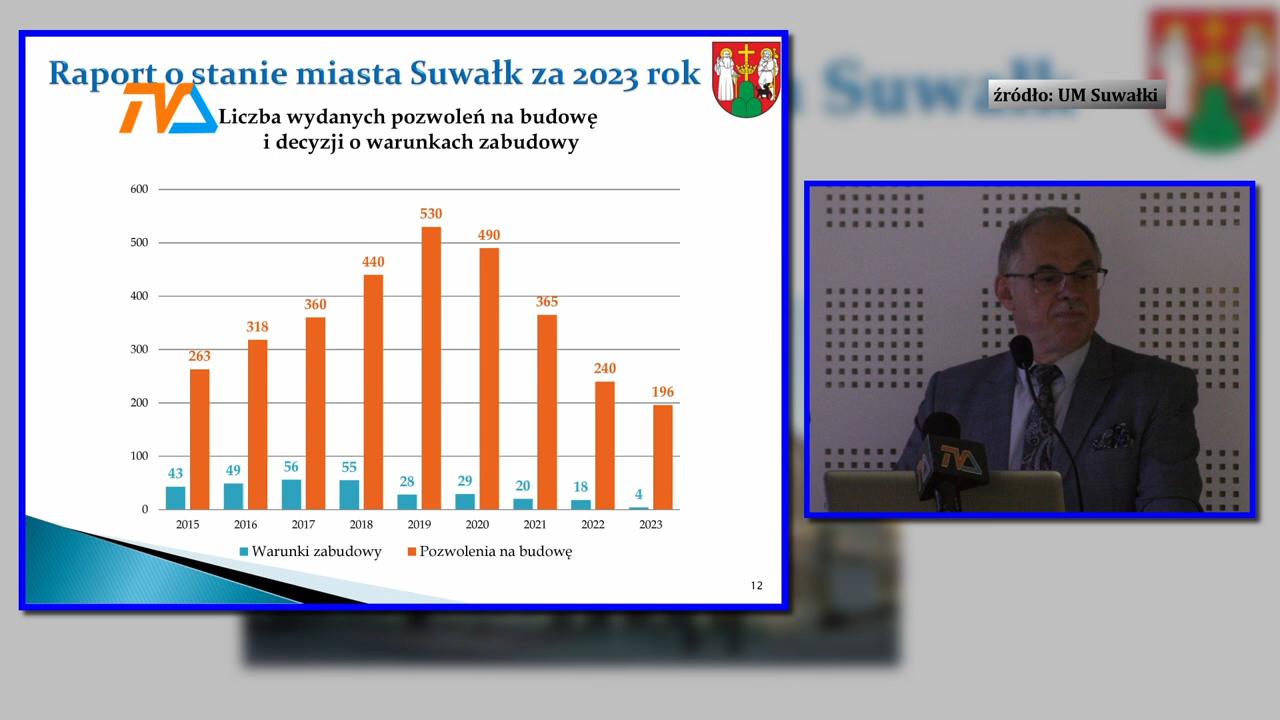 Raport o stanie miasta Suwałk za 2023 rok
TVA
Liczba wydanych pozwoleń na budowę
i decyzji o warunkach zabudowy
600
500
400
300
200
100
0
43 263
49 318
56 360
55 440
28 530
29 490
20 365
18 240
4 196
2015 2016 2017 2018 2019 2020 2021 2022 2023
Warunki zabudowy Pozwolenia na budowę
12
Suwałk
źródło: UM Suwałki
TVA